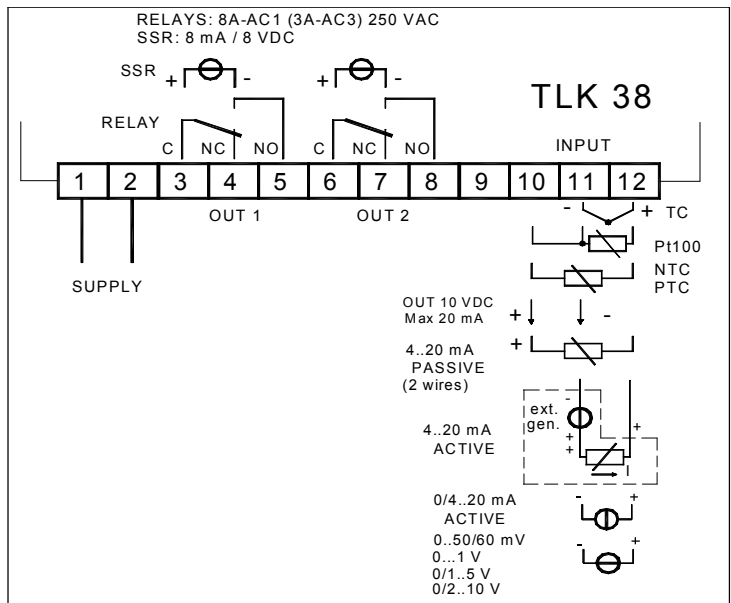 RELAYS: 8A-AC1 (3A-AC3) 250 VAC
SSR: 8 mA / 8 VDC
SSR + - + -
TLK 38
RELAY
C NC NO C NC NO INPUT
1 2 3 4 5 6 7 8 9 10 11 12
OUT 1 OUT 2
- + TC
Pt100
SUPPLY
NTC
PTC
OUT 10 VDC
Max 20 mA + -
4..20 mA +
PASSIVE
(2 wires)
-
ext.
gen.
+ +
4..20 mA +
ACTIVE
I
0/4..20 mA - +
ACTIVE
0..50/60 mV - +
0...1 V
0/1..5 V
0/2..10 V